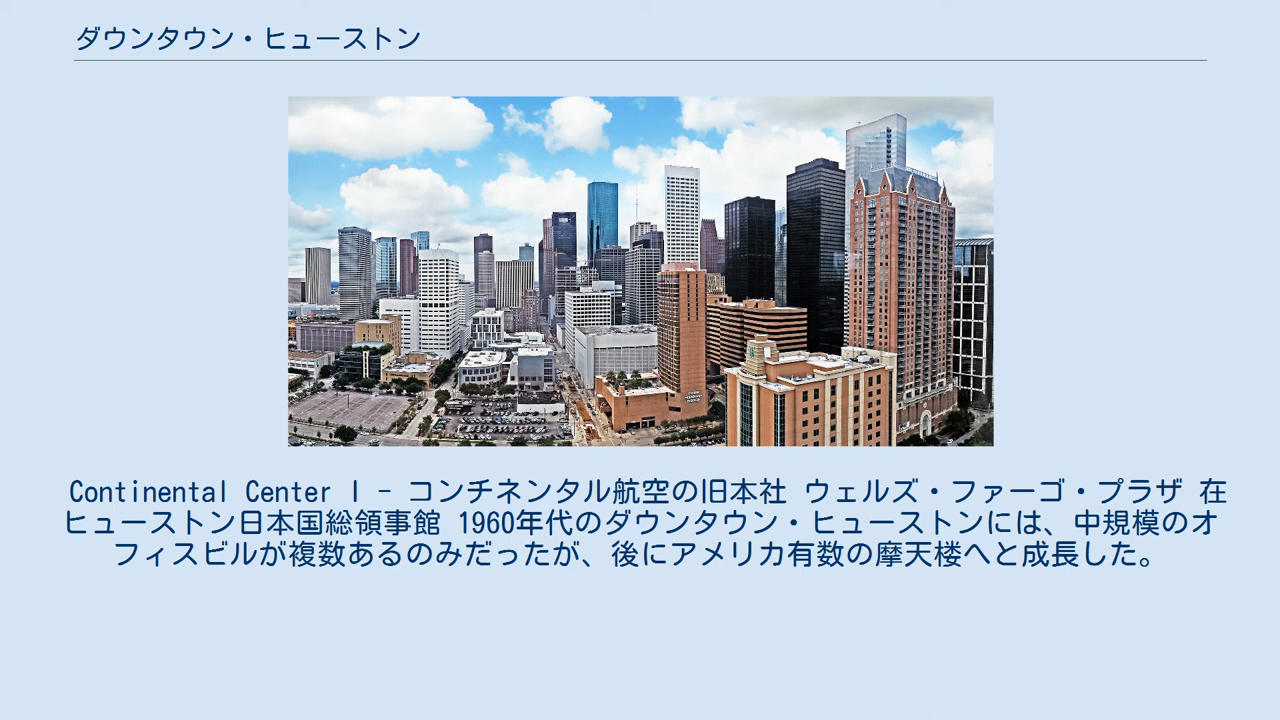 ダウンタウン・ヒューストン
Continental Center I - コンチネンタル航空の旧本社 ウェルズ・ファーゴ・プラザ 在
ヒューストン日本国総領事館 1960年代のダウンタウン・ヒューストンには、中規模のオ
フィスビルが複数あるのみだったが、後にアメリカ有数の摩天楼へと成長した。